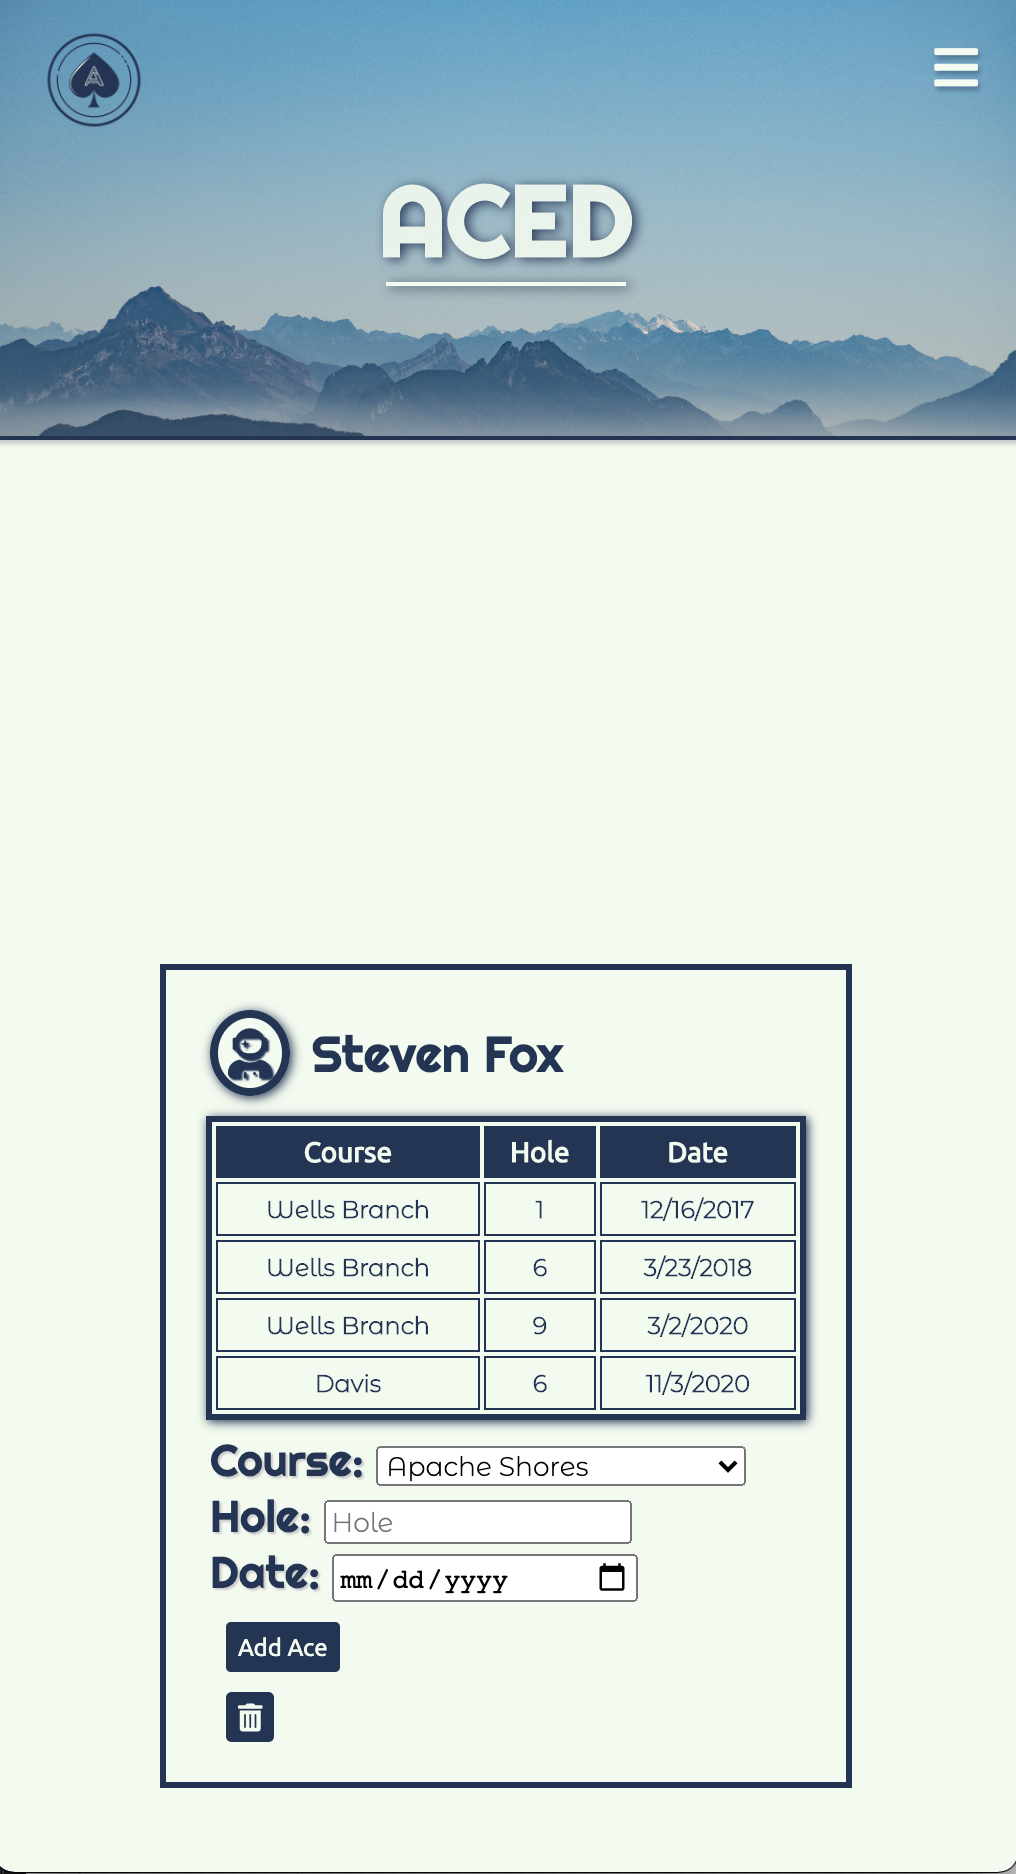 A
ACED
Steven Fox
Course Hole Date
Wells Branch 1 12/16/2017
Wells Branch 6 3/23/2018
Wells Branch 9 3/2/2020
Davis 6 11/3/2020
Course: Apache Shores
Hole: Hole
Date: mm/dd/yyyy
Add Ace